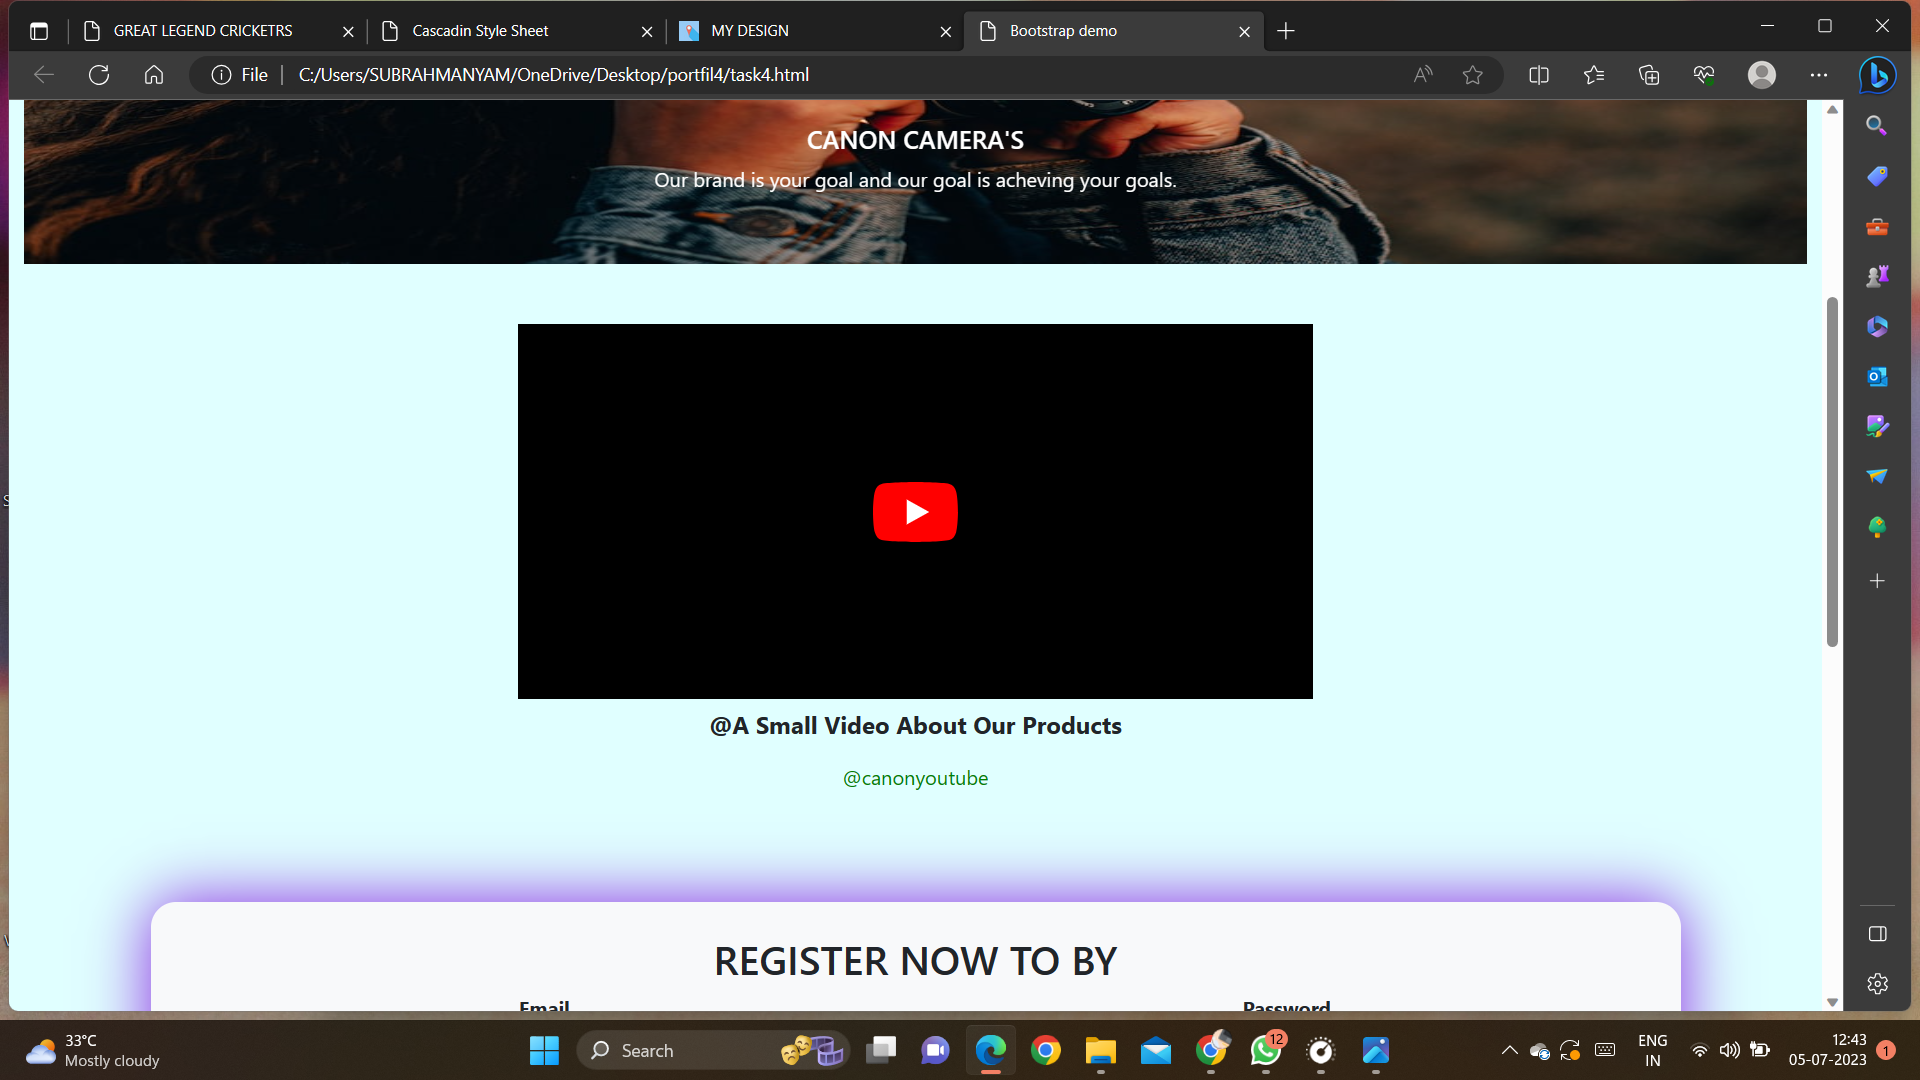 GREAT LEGEND CRICKETRS
Cascadin Style Sheet
MY DESIGN
Bootstrap demo
File
C:/Users/SUBRAHMANYAM/OneDrive/Desktop/portfil4/task4.html
CANON CAMERA'S
Our brand is your goal and our goal is acheving your goals.
@A Small Video About Our Products
@canonyoutube
REGISTER NOW TO BY
Email
Password
33°C
Mostly cloudy
Search
12
ENG
IN
12:43
05-07-2023
1